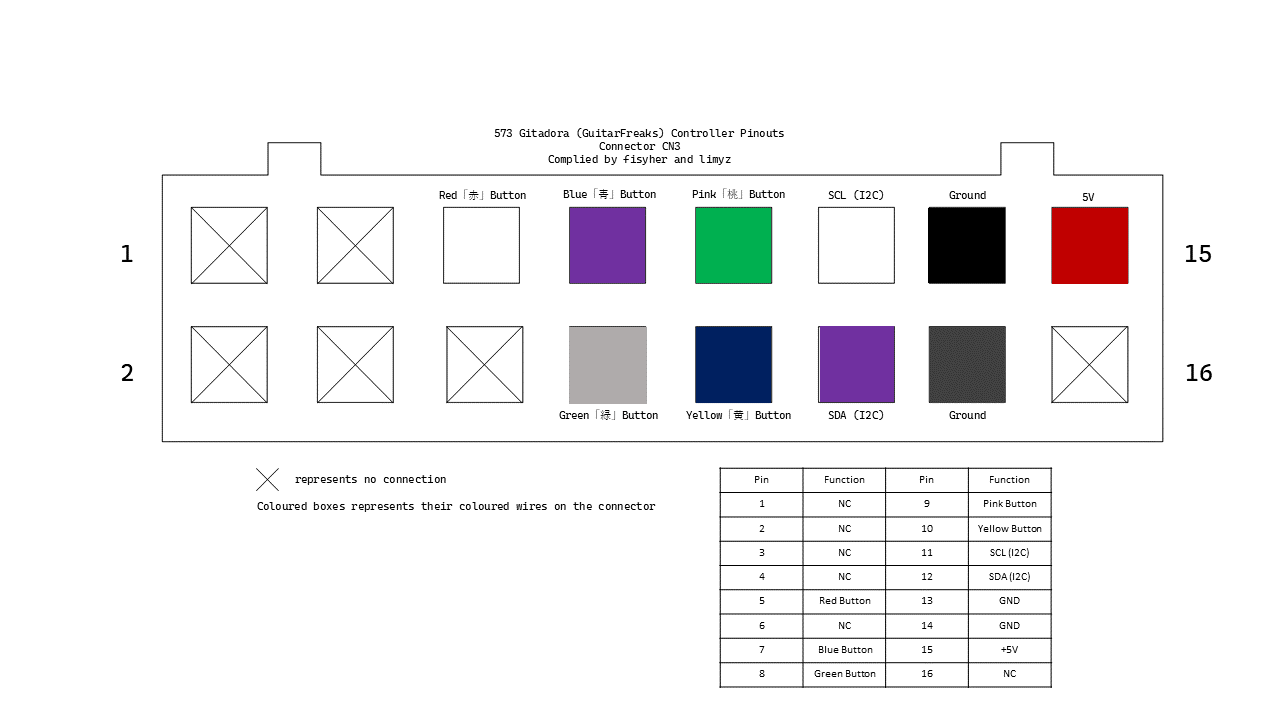 573 Gitadora (GuitarFreaks) Controller Pinouts
Connector CN3
Complied by fisyher and limyz
Red「赤」Button Blue「青」Button Pink「桃」Button SCL (I2C) Ground 5V
1 15
2 16
Green「緑」Button Yellow「黄」Button SDA (I2C) Ground
represents no connection
Coloured boxes represents their coloured wires on the connector
Pin Function Pin Function
1 NC 9 Pink Button
2 NC 10 Yellow Button
3 NC 11 SCL (I2C)
4 NC 12 SDA (I2C)
5 Red Button 13 GND
6 NC 14 GND
7 Blue Button 15 +5V
8 Green Button 16 NC